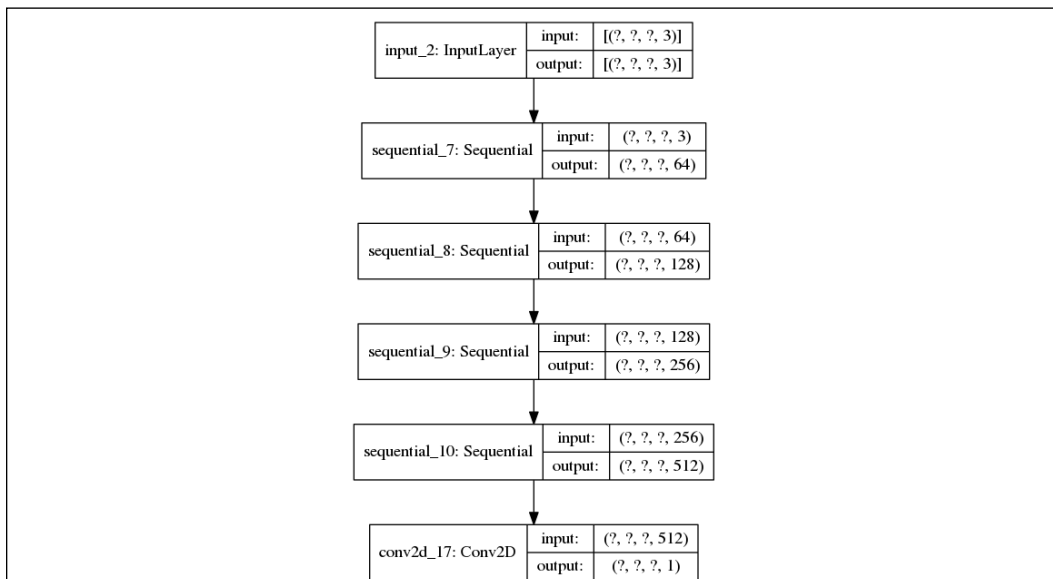 input_2: InputLayer
input: [(?, ?, ?, 3)]
output: [(?, ?, ?, 3)]
sequential_7: Sequential
input: (?, ?, ?, 3)
output: (?, ?, ?, 64)
sequential_8: Sequential
input: (?, ?, ?, 64)
output: (?, ?, ?, 128)
sequential_9: Sequential
input: (?, ?, ?, 128)
output: (?, ?, ?, 256)
sequential_10: Sequential
input: (?, ?, ?, 256)
output: (?, ?, ?, 512)
conv2d_17: Conv2D
input: (?, ?, ?, 512)
output: (?, ?, ?, 1)